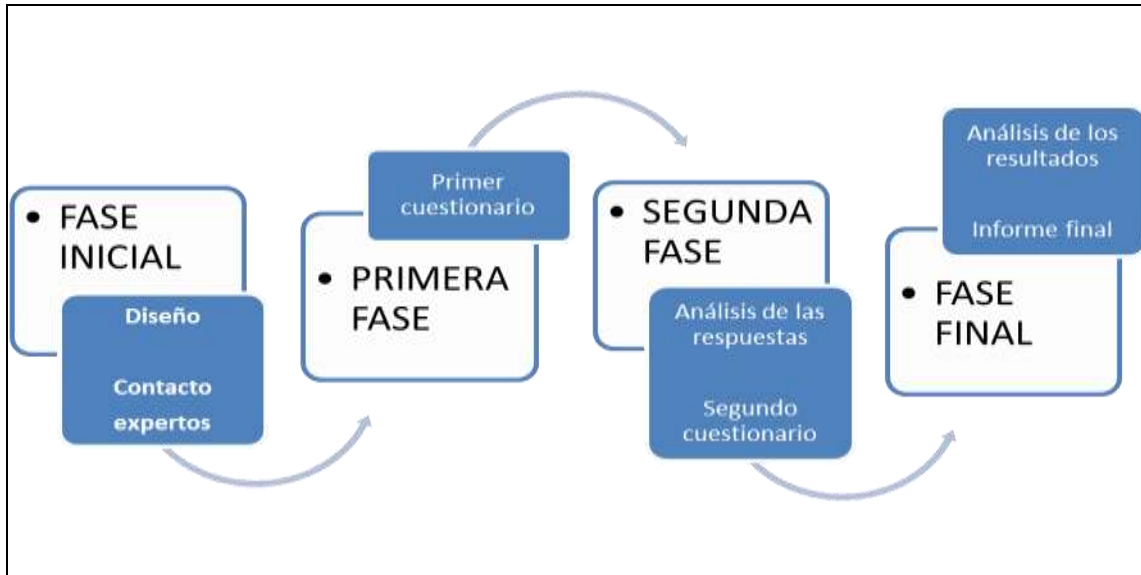 • FASE
INICIAL
Diseño
Contacto
expertos
Primer
cuestionario
• PRIMERA
FASE
• SEGUNDA
FASE
Análisis de las
respuestas
Segundo
cuestionario
Análisis de los
resultados
Informe final
• FASE
FINAL